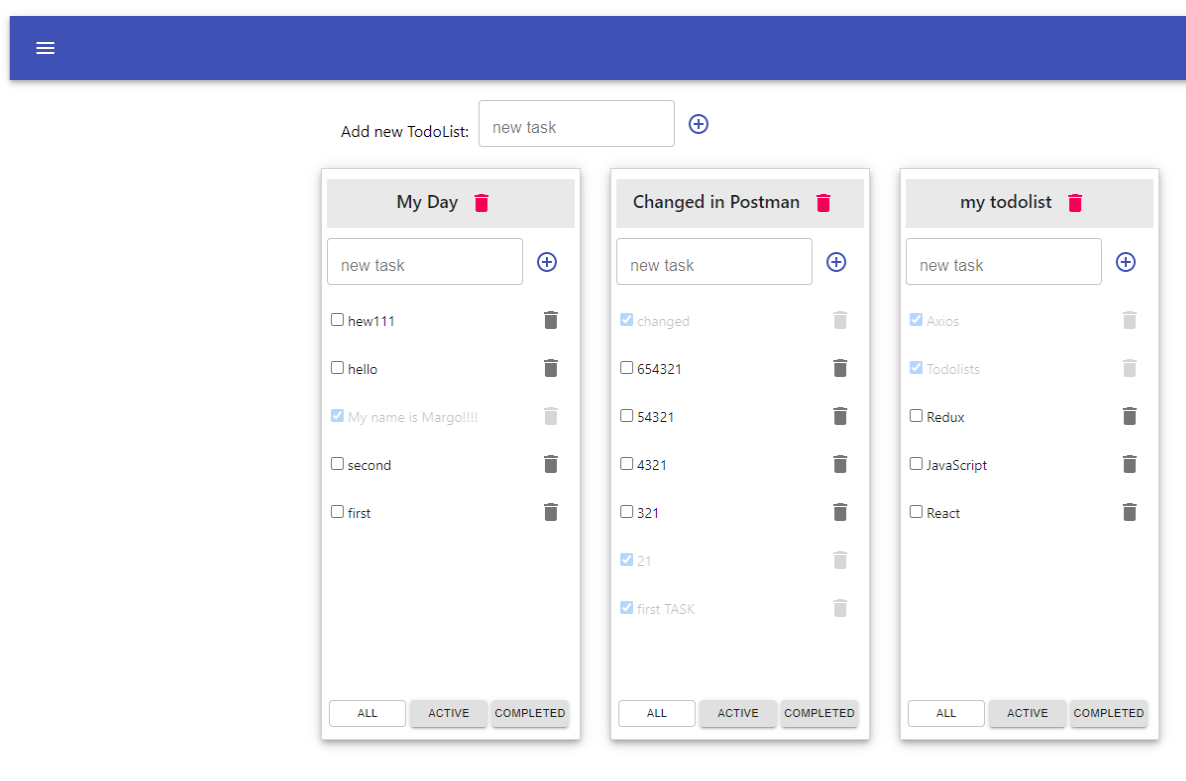 Add new TodoList: new task
My Day
new task
hew111
hello
My name is Margo!!!!
second
first
ALL ACTIVE COMPLETED
Changed in Postman
new task
changed
654321
54321
4321
321
21
first TASK
ALL ACTIVE COMPLETED
my todolist
new task
Axios
Todolists
Redux
JavaScript
React
ALL ACTIVE COMPLETED